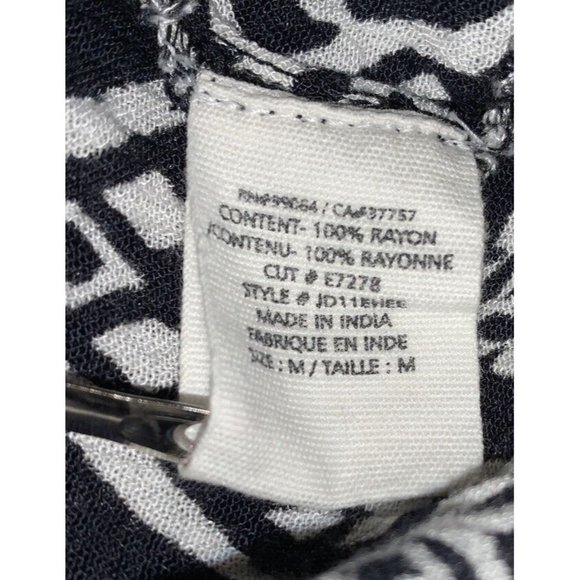 RN#99064 / CA#37757
CONTENT- 100% RAYON
/CONTENU- 100% RAYONNE
CUT # E7278
STYLE #
MADE IN INDIA
FABRIQUE EN INDE
SIZE : M / TAILLE : M